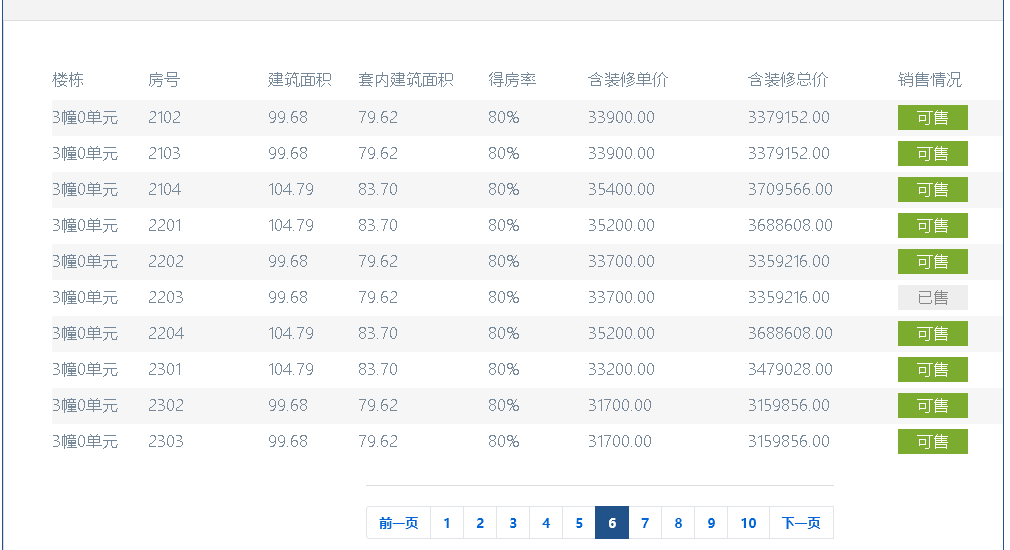 楼栋 房号 建筑面积 套内建筑面积 得房率 含装修单价 含装修总价 销售情况
3幢0单元 2102 99.68 79.62 80% 33900.00 3379152.00 可售
3幢0单元 2103 99.68 79.62 80% 33900.00 3379152.00 可售
3幢0单元 2104 104.79 83.70 80% 35400.00 3709566.00 可售
3幢0单元 2201 104.79 83.70 80% 35200.00 3688608.00 可售
3幢0单元 2202 99.68 79.62 80% 33700.00 3359216.00 可售
3幢0单元 2203 99.68 79.62 80% 33700.00 3359216.00 已售
3幢0单元 2204 104.79 83.70 80% 35200.00 3688608.00 可售
3幢0单元 2301 104.79 83.70 80% 33200.00 3479028.00 可售
3幢0单元 2302 99.68 79.62 80% 31700.00 3159856.00 可售
3幢0单元 2303 99.68 79.62 80% 31700.00 3159856.00 可售
前一页 1 2 3 4 5 6 7 8 9 10 下一页